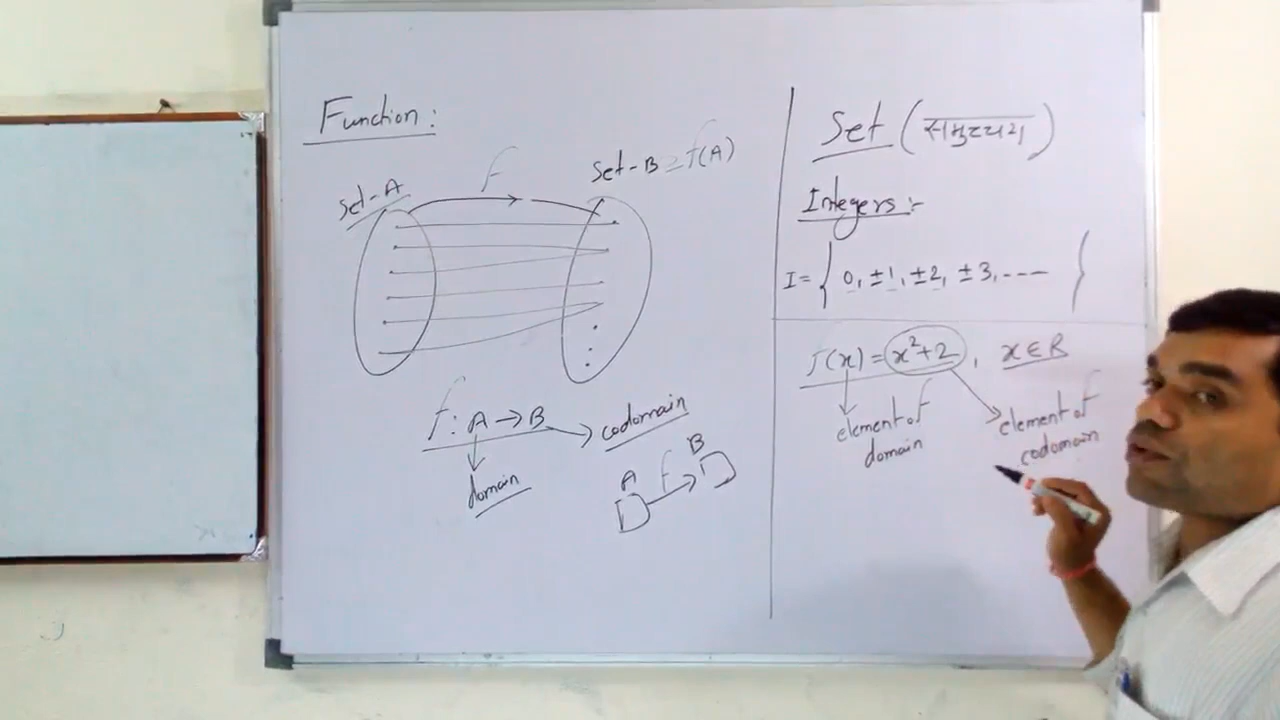 Function :
Set-A
f
Set-B = f(A)
f : A → B
codomain
domain
A
f
B
Set (समुच्चय)
Integers :-
I = { 0, ±1, ±2, ±3, ---- }
f(x) = x²+2 , x ∈ R
element of
domain
element of
codomain